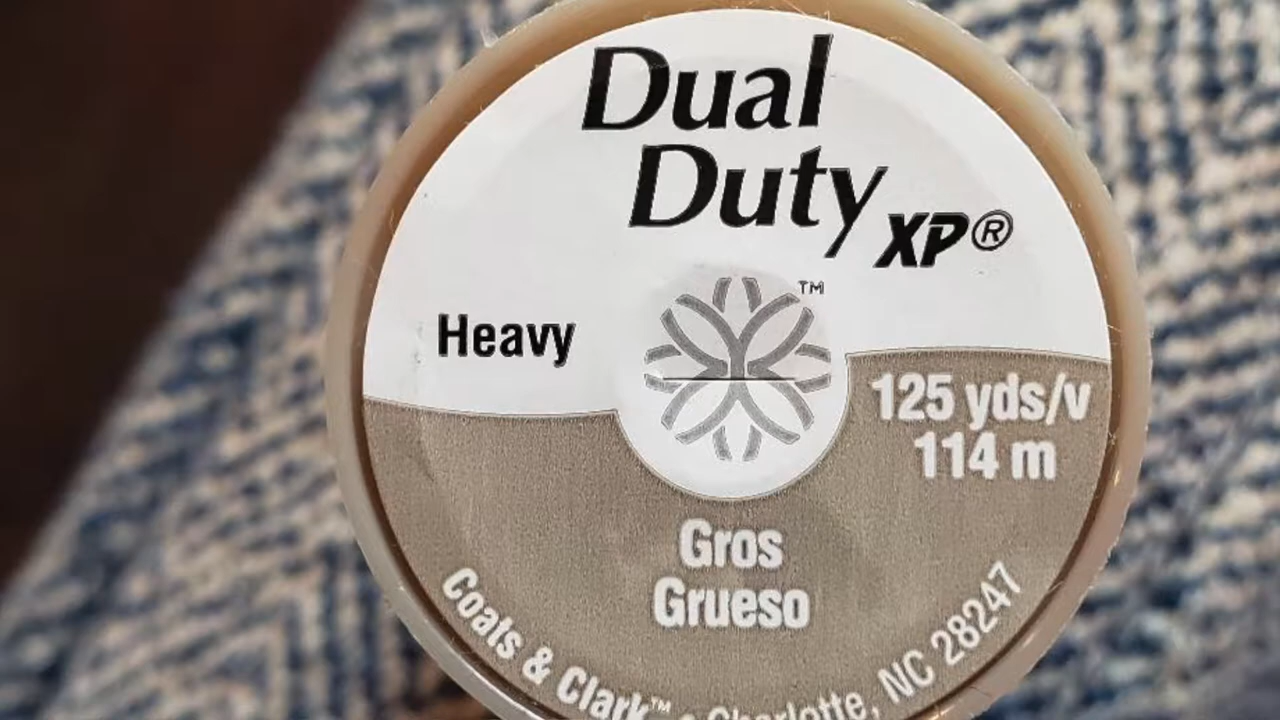 Dual
Duty XP®
™
Heavy
125 yds/v
114 m
Gros
Grueso
Coats & Clark™ • Charlotte, NC 28247